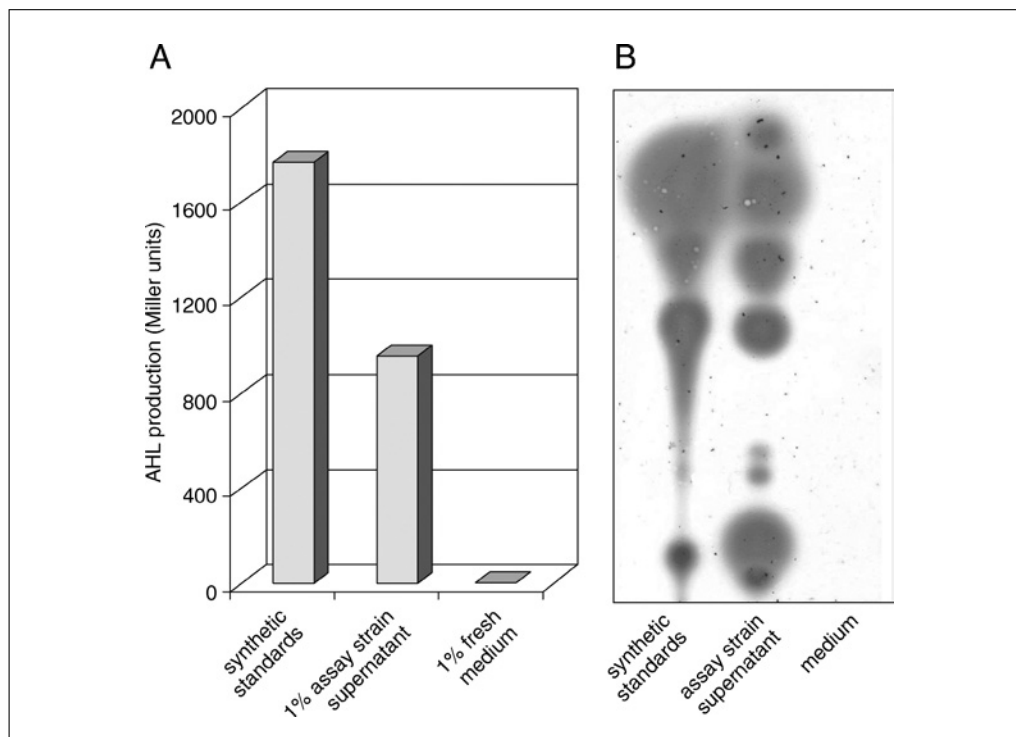 A
B
AHL production (Miller units)
2000
1600
1200
800
400
0
synthetic
standards
1% assay strain
supernatant
1% fresh
medium
synthetic
standards
assay strain
supernatant
medium